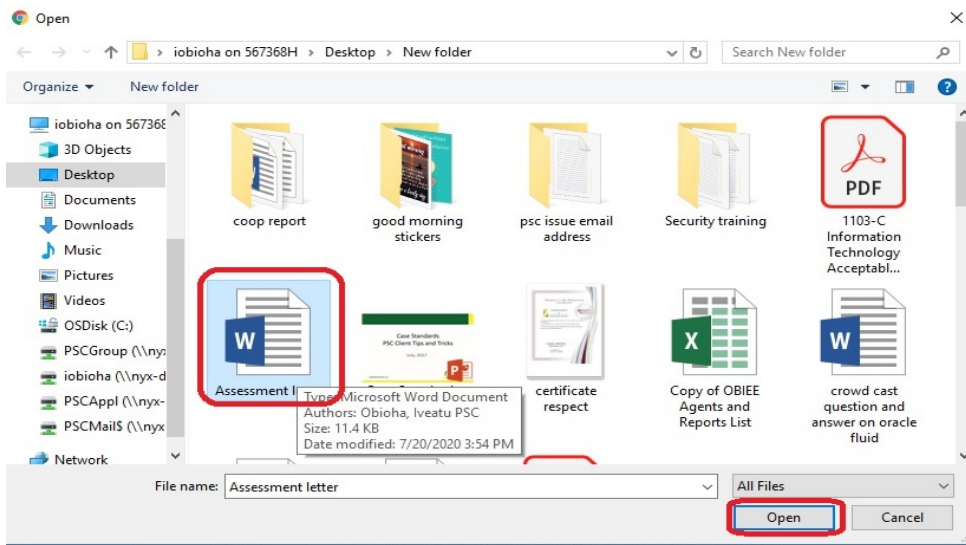 Open
iobioha on 567368H > Desktop > New folder
Search New folder
Organize
New folder
iobioha on 567368
3D Objects
Desktop
Documents
Downloads
Music
Pictures
Videos
OSDisk (C:)
PSCGroup (\\ny
iobioha (\\nyx-d
PSCAppl (\\nyx-
PSCMail$ (\\nyx
Network
coop report
good morning
stickers
psc issue email
address
Security training
PDF
1103-C
Information
Technology
Acceptabl...
W
Assessment
Case Standards
PSC Client Tips and Tricks
July, 2017
P
certificate
respect
X
Copy of OBIEE
Agents and
Reports List
W
crowd cast
question and
answer on oracle
fluid
Type: Microsoft Word Document
Authors: Obioha, Iveatu PSC
Size: 11.4 KB
Date modified: 7/20/2020 3:54 PM
File name:
Assessment letter
All Files
Open
Cancel